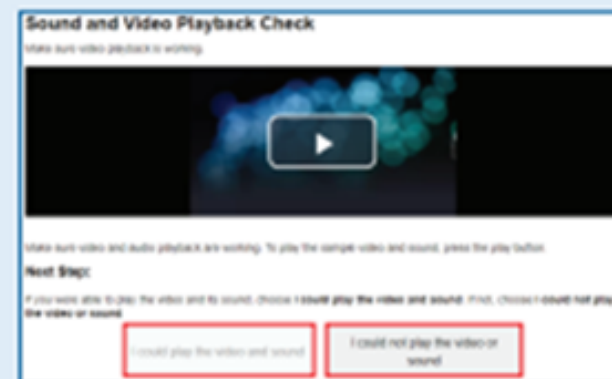 Sound and Video Playback Check
Make sure video playback is working.
Make sure video and audio playback are working. To play the sample video and sound, press the play button.
Next Step:
If you were able to play the video and its sound, choose I could play the video and sound. If not, choose I could not play
the video or sound.
I could play the video and sound
I could not play the video or
sound